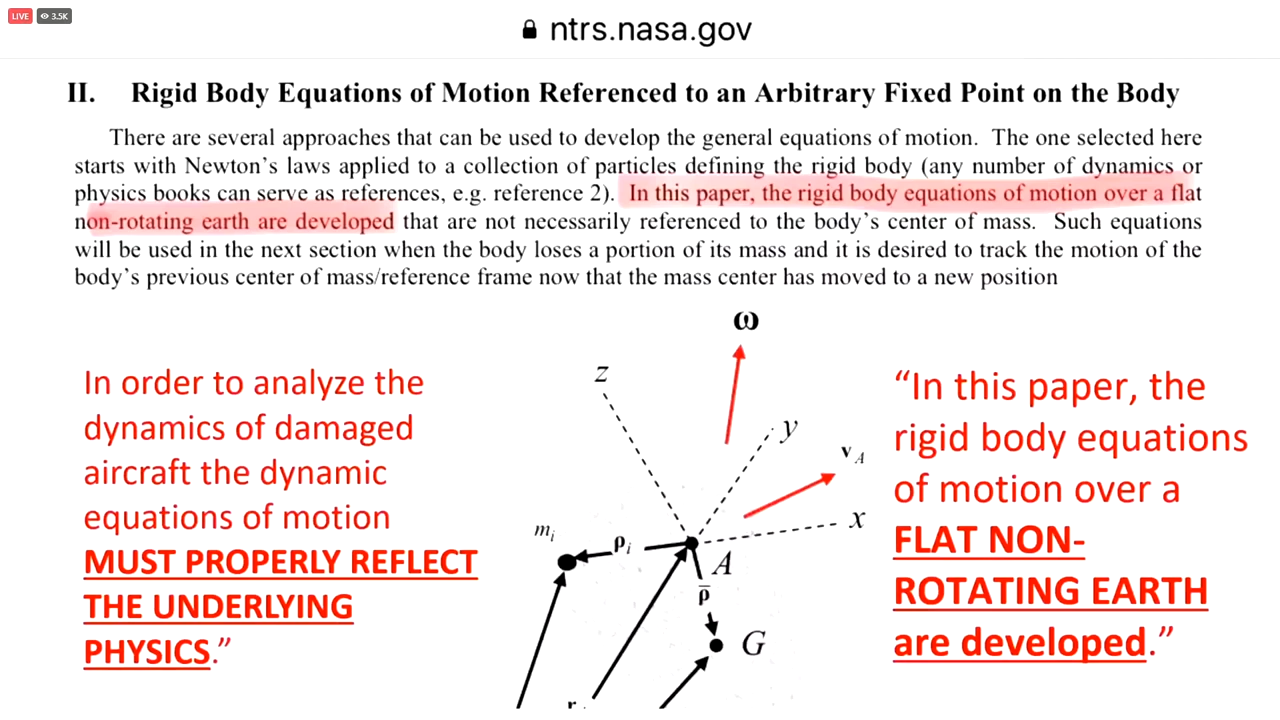 LIVE 3.5K
ntrs.nasa.gov
II. Rigid Body Equations of Motion Referenced to an Arbitrary Fixed Point on the Body
There are several approaches that can be used to develop the general equations of motion. The one selected here
starts with Newton's laws applied to a collection of particles defining the rigid body (any number of dynamics or
physics books can serve as references, e.g. reference 2). In this paper, the rigid body equations of motion over a flat
non-rotating earth are developed that are not necessarily referenced to the body's center of mass. Such equations
will be used in the next section when the body loses a portion of its mass and it is desired to track the motion of the
body's previous center of mass/reference frame now that the mass center has moved to a new position
In order to analyze the
dynamics of damaged
aircraft the dynamic
equations of motion
MUST PROPERLY REFLECT
THE UNDERLYING
PHYSICS.”
ω
z
y
v A
x
m i
ρ i
A
ρ̄
G
r
“In this paper, the
rigid body equations
of motion over a
FLAT NON-
ROTATING EARTH
are developed.”